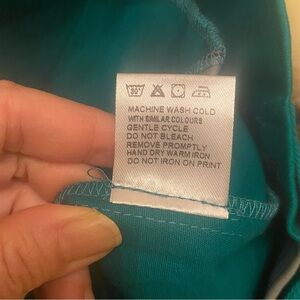 30°
MACHINE WASH COLD
WITH SIMILAR COLOURS
GENTLE CYCLE
DO NOT BLEACH
REMOVE PROMPTLY
HAND DRY WARM IRON
DO NOT IRON ON PRINT